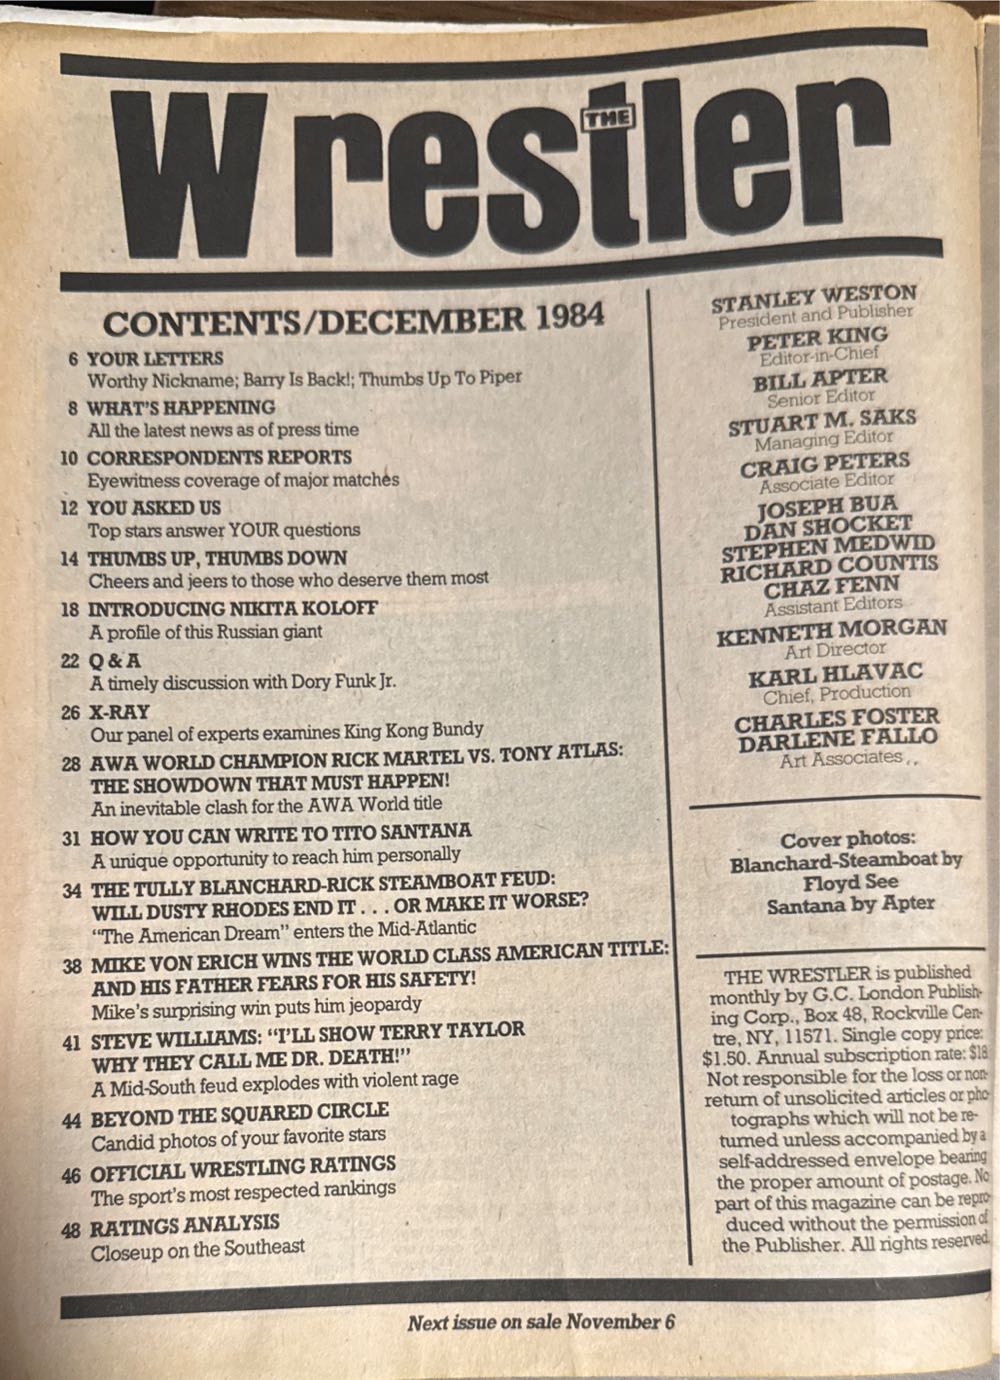 THE
Wrestler
CONTENTS/DECEMBER 1984
6 YOUR LETTERS
Worthy Nickname; Barry Is Back!; Thumbs Up To Piper
8 WHAT'S HAPPENING
All the latest news as of press time
10 CORRESPONDENTS REPORTS
Eyewitness coverage of major matches
12 YOU ASKED US
Top stars answer YOUR questions
14 THUMBS UP, THUMBS DOWN
Cheers and jeers to those who deserve them most
18 INTRODUCING NIKITA KOLOFF
A profile of this Russian giant
22 Q & A
A timely discussion with Dory Funk Jr.
26 X-RAY
Our panel of experts examines King Kong Bundy
28 AWA WORLD CHAMPION RICK MARTEL VS. TONY ATLAS:
THE SHOWDOWN THAT MUST HAPPEN!
An inevitable clash for the AWA World title
31 HOW YOU CAN WRITE TO TITO SANTANA
A unique opportunity to reach him personally
34 THE TULLY BLANCHARD-RICK STEAMBOAT FEUD:
WILL DUSTY RHODES END IT . . . OR MAKE IT WORSE?
"The American Dream" enters the Mid-Atlantic
38 MIKE VON ERICH WINS THE WORLD CLASS AMERICAN TITLE:
AND HIS FATHER FEARS FOR HIS SAFETY!
Mike's surprising win puts him jeopardy
41 STEVE WILLIAMS: "I'LL SHOW TERRY TAYLOR
WHY THEY CALL ME DR. DEATH!"
A Mid-South feud explodes with violent rage
44 BEYOND THE SQUARED CIRCLE
Candid photos of your favorite stars
46 OFFICIAL WRESTLING RATINGS
The sport's most respected rankings
48 RATINGS ANALYSIS
Closeup on the Southeast
STANLEY WESTON
President and Publisher
PETER KING
Editor-in-Chief
BILL APTER
Senior Editor
STUART M. SAKS
Managing Editor
CRAIG PETERS
Associate Editor
JOSEPH BUA
DAN SHOCKET
STEPHEN MEDWID
RICHARD COUNTIS
CHAZ FENN
Assistant Editors
KENNETH MORGAN
Art Director
KARL HLAVAC
Chief, Production
CHARLES FOSTER
DARLENE FALLO
Art Associates
Cover photos:
Blanchard-Steamboat by
Floyd See
Santana by Apter
THE WRESTLER is published
monthly by G.C. London Publish-
ing Corp., Box 48, Rockville Cen-
tre, NY, 11571. Single copy price:
$1.50. Annual subscription rate: $18.
Not responsible for the loss or non-
return of unsolicited articles or pho-
tographs which will not be re-
turned unless accompanied by a
self-addressed envelope bearing
the proper amount of postage. No
part of this magazine can be repro-
duced without the permission of
the Publisher. All rights reserved.
Next issue on sale November 6